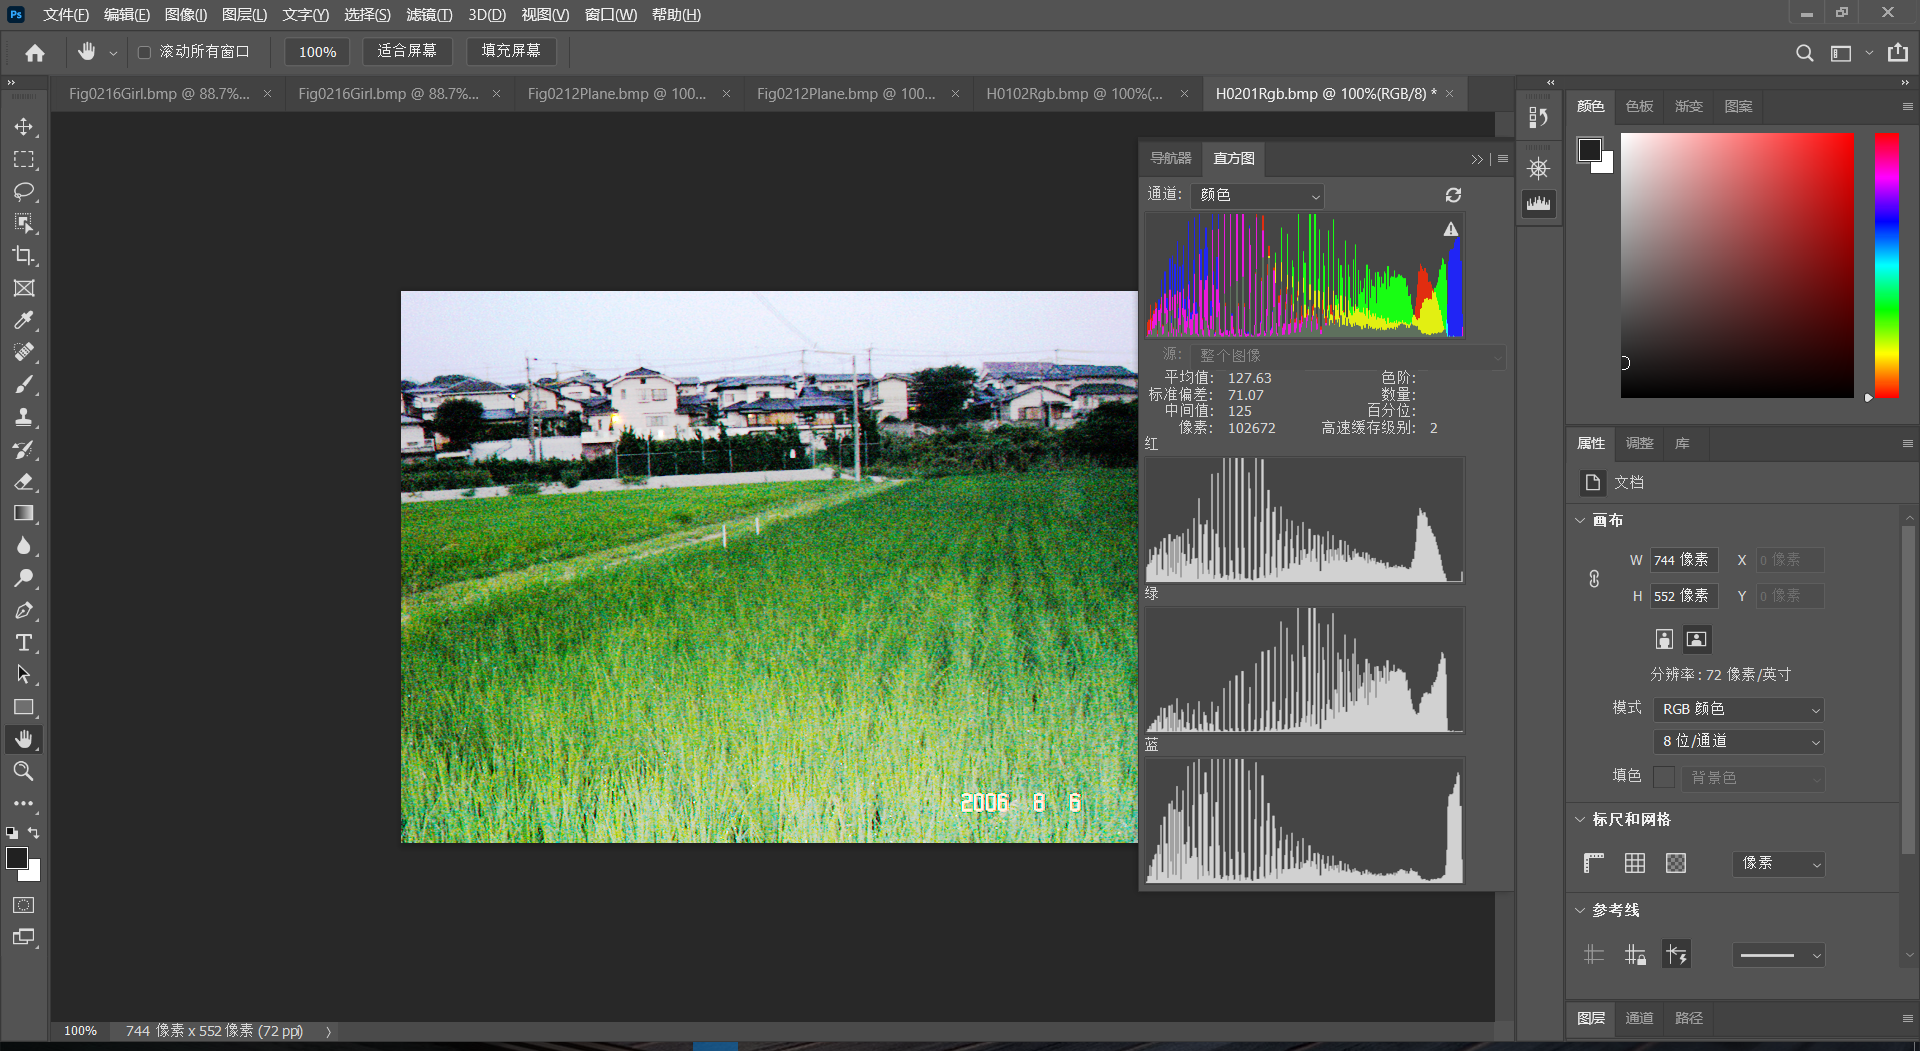 Ps 文件(F) 编辑(E) 图像(I) 图层(L) 文字(Y) 选择(S) 滤镜(T) 3D(D) 视图(V) 窗口(W) 帮助(H)
滚动所有窗口 100% 适合屏幕 填充屏幕
Fig0216Girl.bmp @ 88.7%... × Fig0216Girl.bmp @ 88.7%... × Fig0212Plane.bmp @ 100... × Fig0212Plane.bmp @ 100... × H0102Rgb.bmp @ 100%(... × H0201Rgb.bmp @ 100%(RGB/8) * ×
导航器 直方图
通道: 颜色
源: 整个图像
平均值: 127.63 色阶:
标准偏差: 71.07 数量:
中间值: 125 百分位:
像素: 102672 高速缓存级别: 2
红
绿
蓝
2006 8 6
颜色 色板 渐变 图案
属性 调整 库
文档
画布
W 744 像素 X 0 像素
H 552 像素 Y 0 像素
分辨率: 72 像素/英寸
模式 RGB 颜色
8 位/通道
填色 背景色
标尺和网格
像素
参考线
图层 通道 路径
100% 744 像素 x 552 像素 (72 ppi)